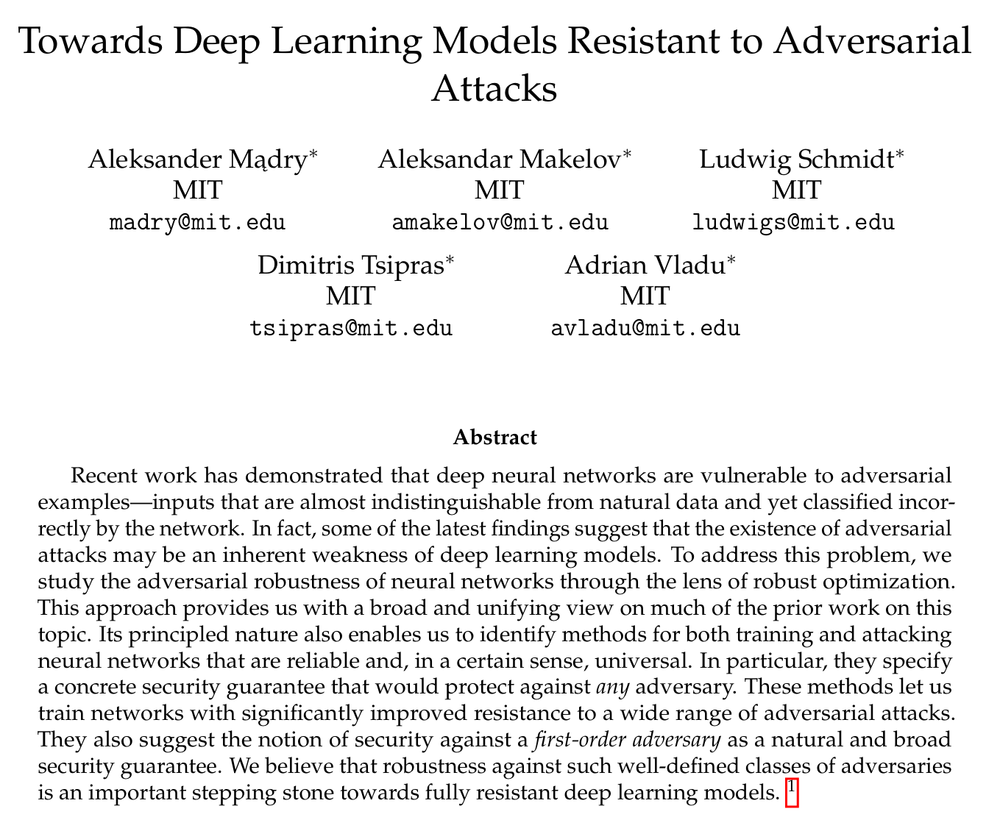 Towards Deep Learning Models Resistant to Adversarial
Attacks
Aleksander Mądry* Aleksandar Makelov* Ludwig Schmidt*
MIT MIT MIT
madry@mit.edu amakelov@mit.edu ludwigs@mit.edu
Dimitris Tsipras* Adrian Vladu*
MIT MIT
tsipras@mit.edu avladu@mit.edu
Abstract
Recent work has demonstrated that deep neural networks are vulnerable to adversarial
examples—inputs that are almost indistinguishable from natural data and yet classified incor-
rectly by the network. In fact, some of the latest findings suggest that the existence of adversarial
attacks may be an inherent weakness of deep learning models. To address this problem, we
study the adversarial robustness of neural networks through the lens of robust optimization.
This approach provides us with a broad and unifying view on much of the prior work on this
topic. Its principled nature also enables us to identify methods for both training and attacking
neural networks that are reliable and, in a certain sense, universal. In particular, they specify
a concrete security guarantee that would protect against any adversary. These methods let us
train networks with significantly improved resistance to a wide range of adversarial attacks.
They also suggest the notion of security against a first-order adversary as a natural and broad
security guarantee. We believe that robustness against such well-defined classes of adversaries
is an important stepping stone towards fully resistant deep learning models. 1